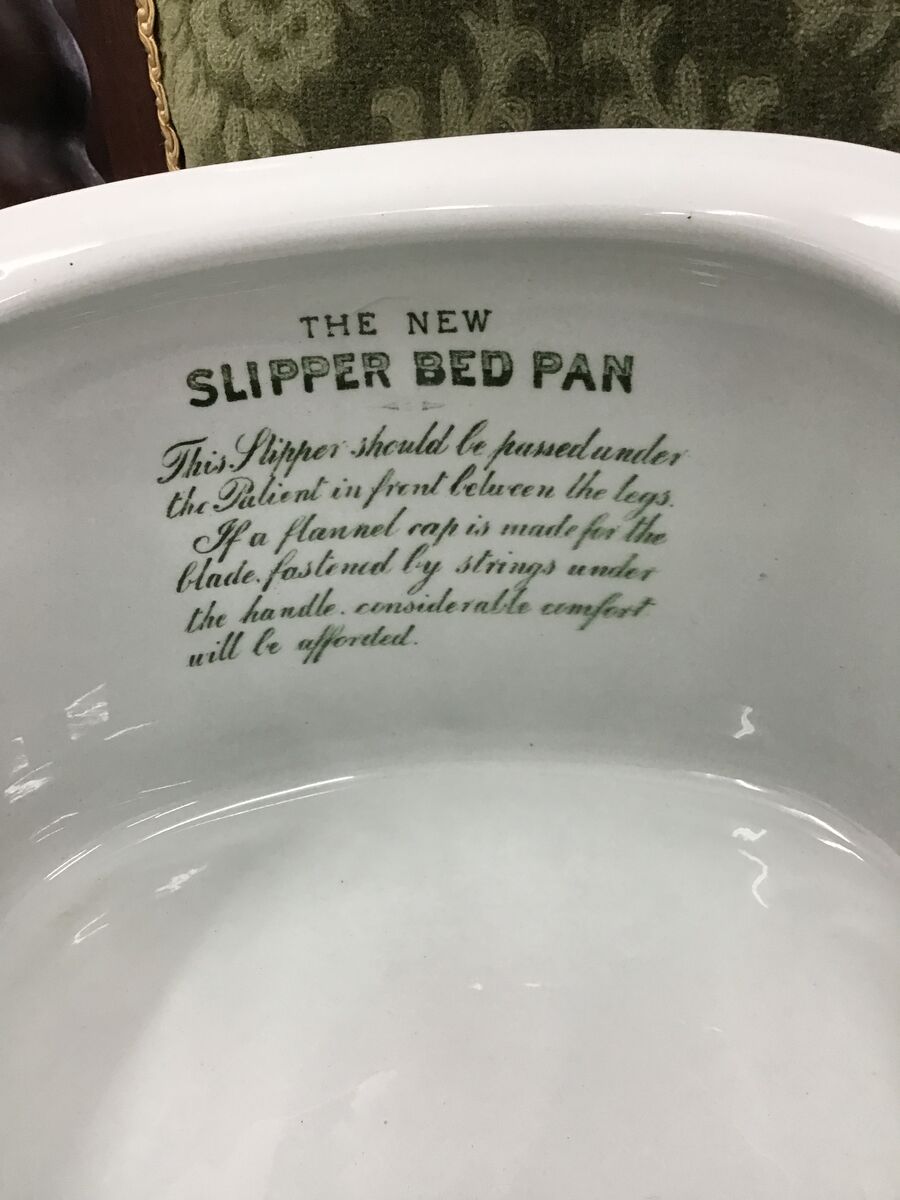 THE NEW
SLIPPER BED PAN
This Slipper should be passed under
the Patient in front between the legs.
If a flannel cap is made for the
blade. fastened by strings under
the handle. considerable comfort
will be afforded.